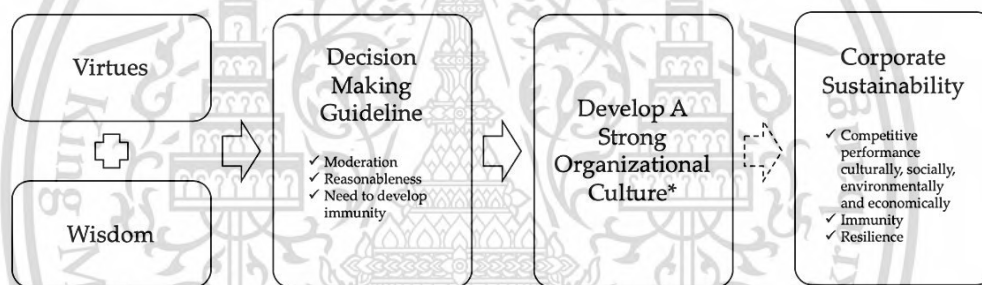 Virtues
Wisdom
Decision
Making
Guideline
✓ Moderation
✓ Reasonableness
✓ Need to develop
immunity
Develop A
Strong
Organizational
Culture*
Corporate
Sustainability
✓ Competitive
performance
culturally, socially,
environmentally
and economically
✓ Immunity
✓ Resilience
King M